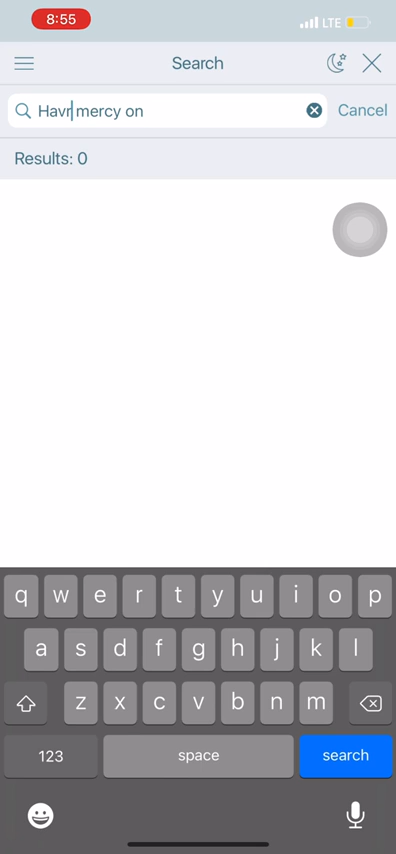 8:55
LTE
Search
Havr mercy on
Cancel
Results: 0
q w e r t y u i o p
a s d f g h j k l
z x c v b n m
123 space search